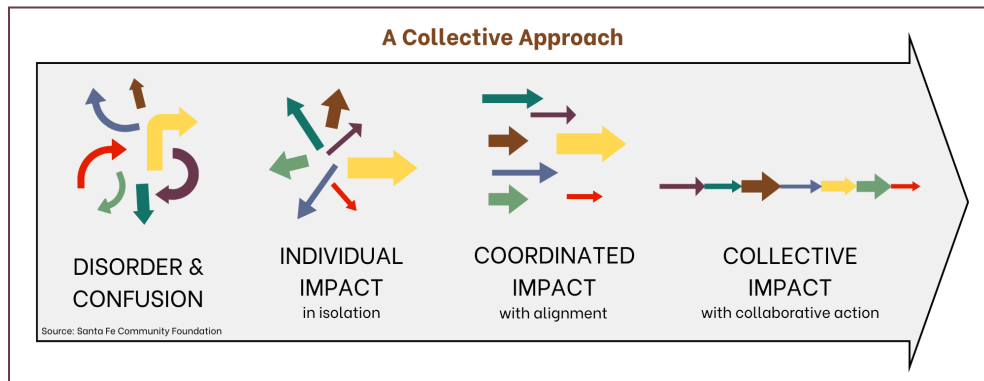 A Collective Approach
DISORDER &
CONFUSION
INDIVIDUAL
IMPACT
in isolation
COORDINATED
IMPACT
with alignment
COLLECTIVE
IMPACT
with collaborative action
Source: Santa Fe Community Foundation